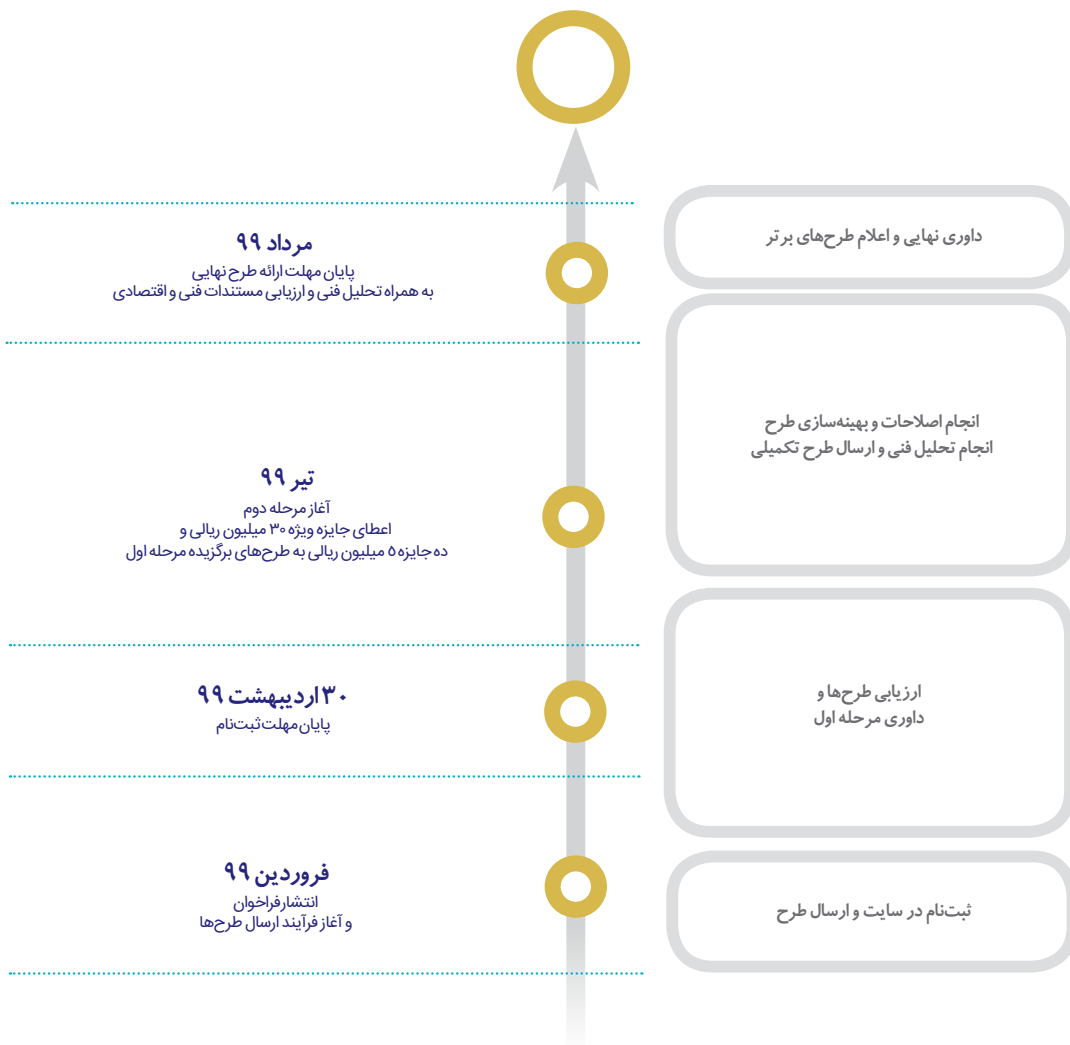 داوری نهایی و اعلام طرح‌های برتر
مرداد ۹۹
پایان مهلت ارائه طرح نهایی
به همراه تحلیل فنی و ارزیابی مستندات فنی و اقتصادی
انجام اصلاحات و بهینه‌سازی طرح
انجام تحلیل فنی و ارسال طرح تکمیلی
تیر ۹۹
آغاز مرحله دوم
اعطای جایزه ویژه ۳۰ میلیون ریالی و
ده جایزه ۵ میلیون ریالی به طرح‌های برگزیده مرحله اول
ارزیابی طرح‌ها و
داوری مرحله اول
۳۰ اردیبهشت ۹۹
پایان مهلت ثبت‌نام
ثبت‌نام در سایت و ارسال طرح
فروردین ۹۹
انتشار فراخوان
و آغاز فرآیند ارسال طرح‌ها